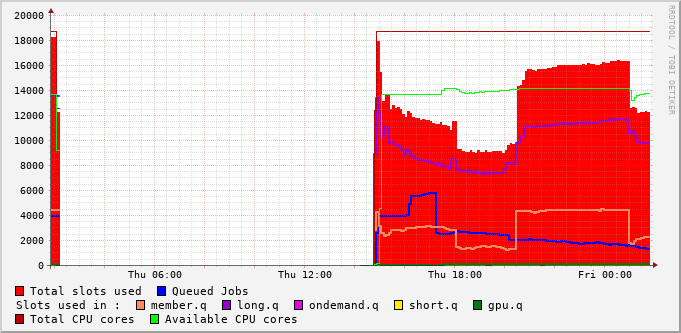 20000
18000
16000
14000
12000
10000
8000
6000
4000
2000
0
Thu 06:00 Thu 12:00 Thu 18:00 Fri 00:00
Total slots used Queued Jobs
Slots used in : member.q long.q ondemand.q short.q gpu.q
Total CPU cores Available CPU cores
RRDTOOL / TOBI OETIKER